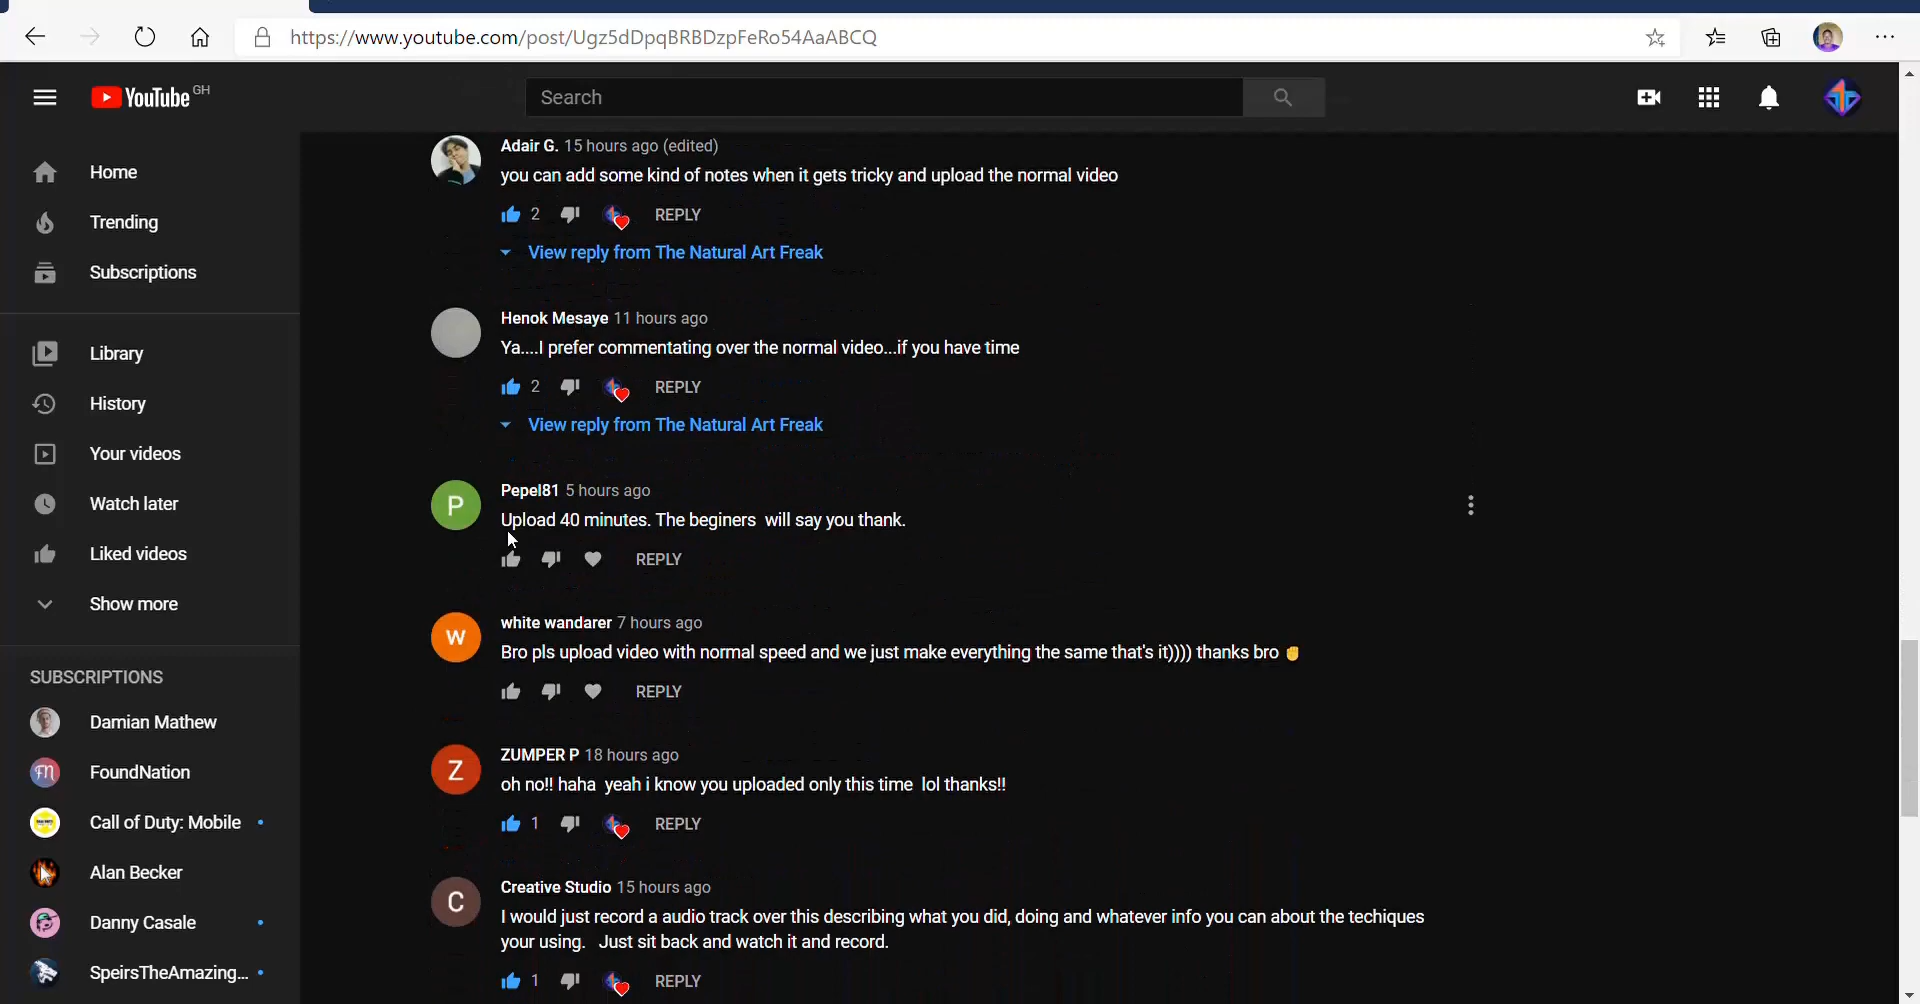 https://www.youtube.com/post/Ugz5dDpqBRBDzpFeRo54AaABCQ
YouTube GH
Search
Home
Trending
Subscriptions
Library
History
Your videos
Watch later
Liked videos
Show more
SUBSCRIPTIONS
Damian Mathew
FoundNation
Call of Duty: Mobile
Alan Becker
Danny Casale
SpeirsTheAmazing...
Adair G. 15 hours ago (edited)
you can add some kind of notes when it gets tricky and upload the normal video
2 REPLY
View reply from The Natural Art Freak
Henok Mesaye 11 hours ago
Ya....I prefer commentating over the normal video...if you have time
2 REPLY
View reply from The Natural Art Freak
P
Pepel81 5 hours ago
Upload 40 minutes. The beginers will say you thank.
REPLY
W
white wandarer 7 hours ago
Bro pls upload video with normal speed and we just make everything the same that's it)))) thanks bro ✊
REPLY
Z
ZUMPER P 18 hours ago
oh no!! haha yeah i know you uploaded only this time lol thanks!!
1 REPLY
C
Creative Studio 15 hours ago
I would just record a audio track over this describing what you did, doing and whatever info you can about the techiques
your using. Just sit back and watch it and record.
1 REPLY